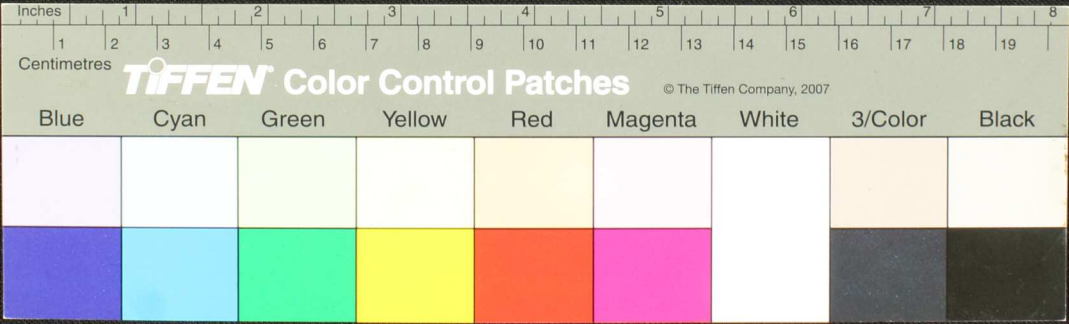 Inches 1 2 3 4 5 6 7 8
1 2 3 4 5 6 7 8 9 10 11 12 13 14 15 16 17 18 19
Centimetres
TIFFEN® Color Control Patches © The Tiffen Company, 2007
Blue Cyan Green Yellow Red Magenta White 3/Color Black